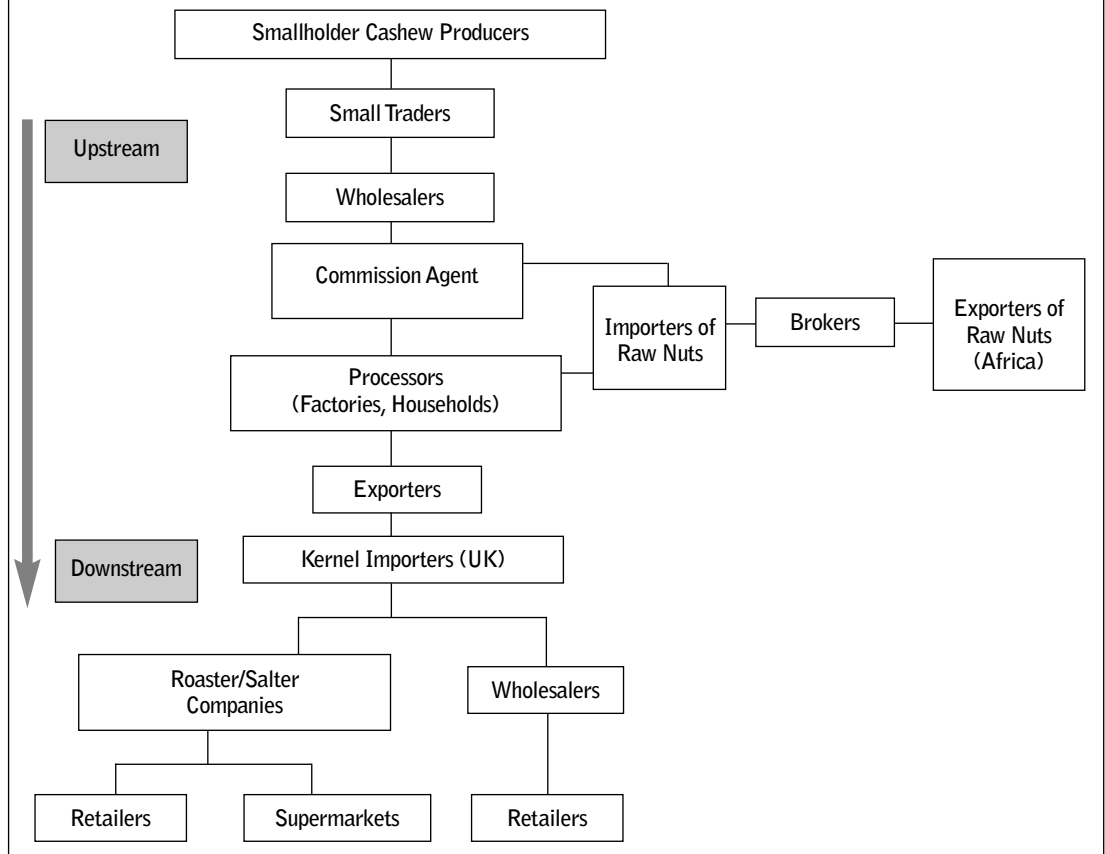 Smallholder Cashew Producers
Small Traders
Upstream
Wholesalers
Commission Agent
Importers of
Raw Nuts
Brokers
Exporters of
Raw Nuts
(Africa)
Processors
(Factories, Households)
Exporters
Kernel Importers (UK)
Downstream
Roaster/Salter
Companies
Wholesalers
Retailers
Supermarkets
Retailers